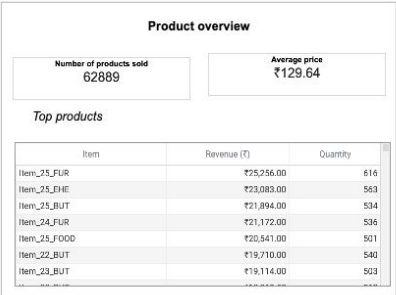 Product overview
Number of products sold
62889
Average price
₹129.64
Top products
Item Revenue (₹) Quantity
Item_25_FUR ₹25,256.00 616
Item_25_EHE ₹23,083.00 563
Item_25_BUT ₹21,894.00 534
Item_24_FUR ₹21,172.00 536
Item_25_FOOD ₹20,541.00 501
Item_22_BUT ₹19,710.00 540
Item_23_BUT ₹19,114.00 503